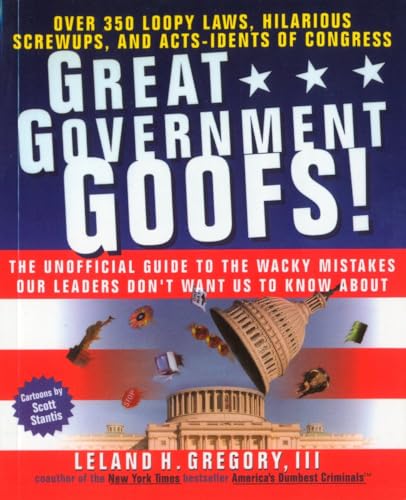 OVER 350 LOOPY LAWS, HILARIOUS
SCREWUPS, AND ACTS-IDENTS OF CONGRESS
GREAT
GOVERNMENT
GOOFS!
THE UNOFFICIAL GUIDE TO THE WACKY MISTAKES
OUR LEADERS DON'T WANT US TO KNOW ABOUT
STOP
Cartoons by
Scott
Stantis
LELAND H. GREGORY, III
coauthor of the New York Times bestseller America's Dumbest Criminals™